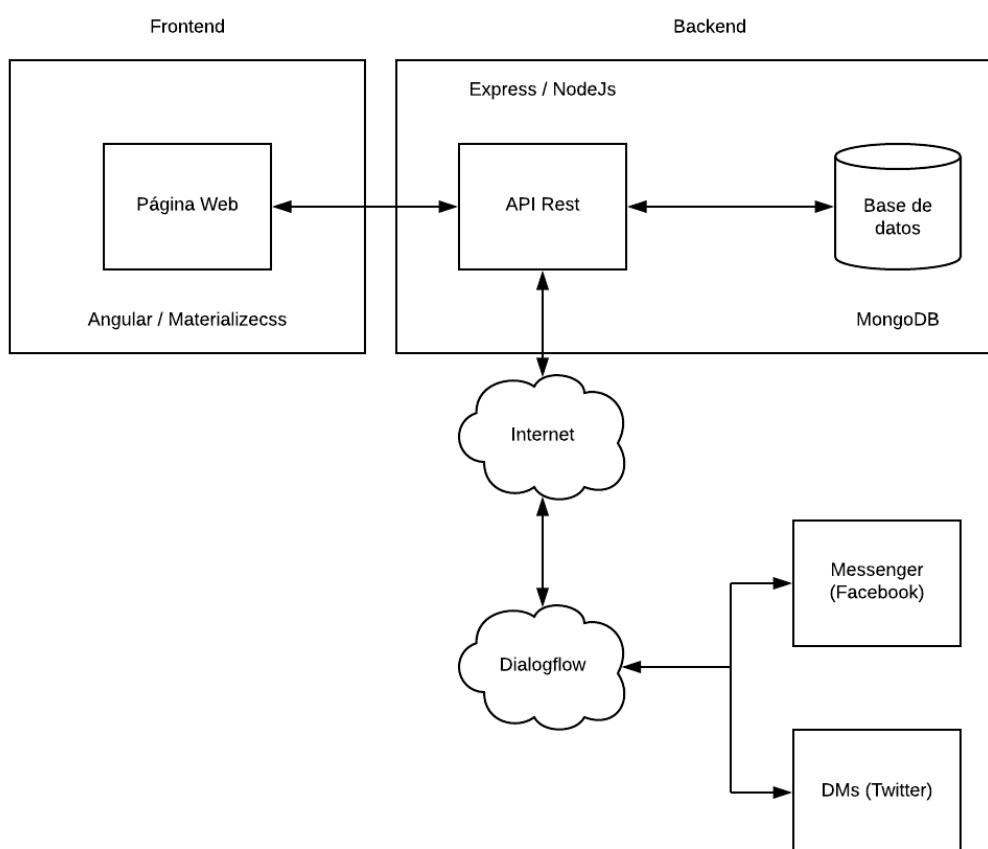 Frontend
Backend
Express / NodeJs
Página Web
API Rest
Base de
datos
Angular / Materializecss
MongoDB
Internet
Messenger
(Facebook)
Dialogflow
DMs (Twitter)